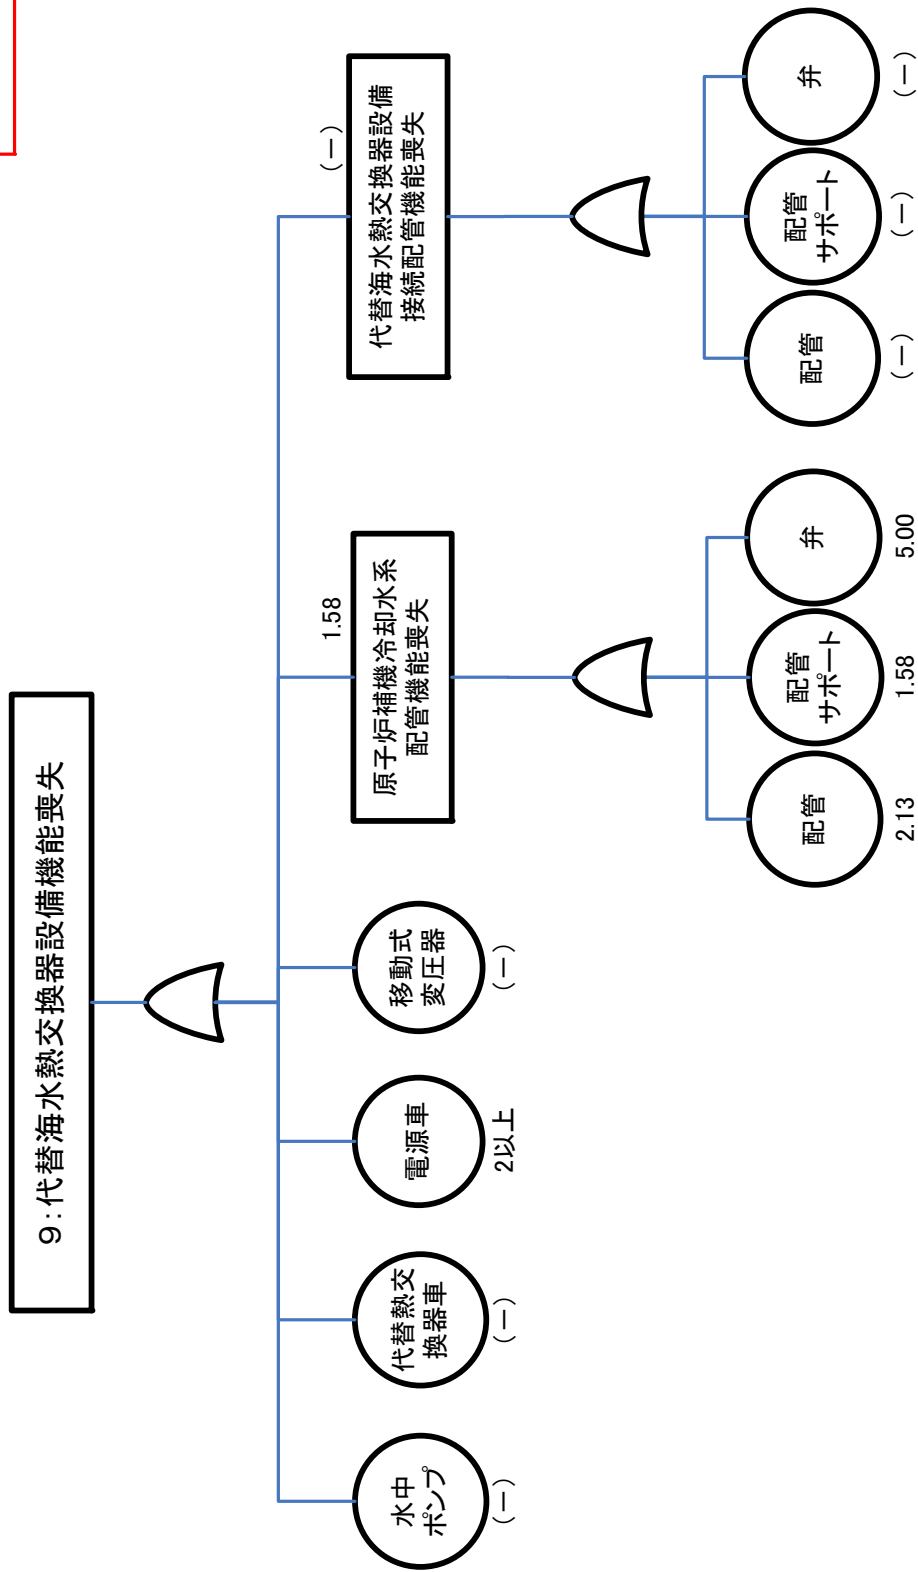 9:代替海水熱交換器設備機能喪失
水中
ポンプ
(－)
代替熱交
換器車
(－)
電源車
2以上
移動式
変圧器
(－)
1.58
原子炉補機冷却水系
配管機能喪失
配管
2.13
配管
サポート
1.58
弁
5.00
(－)
代替海水熱交換器設備
接続配管機能喪失
配管
(－)
配管
サポート
(－)
弁
(－)